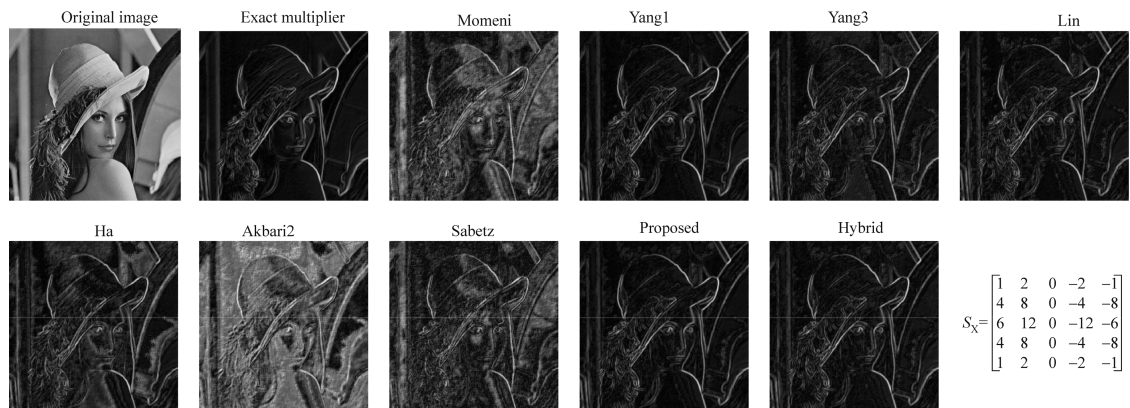 Original image
Exact multiplier
Momeni
Yang1
Yang3
Lin
Ha
Akbari2
Sabetz
Proposed
Hybrid
1 2 0 –2 –1
4 8 0 –4 –8
S_X= 6 12 0 –12 –6
4 8 0 –4 –8
1 2 0 –2 –1